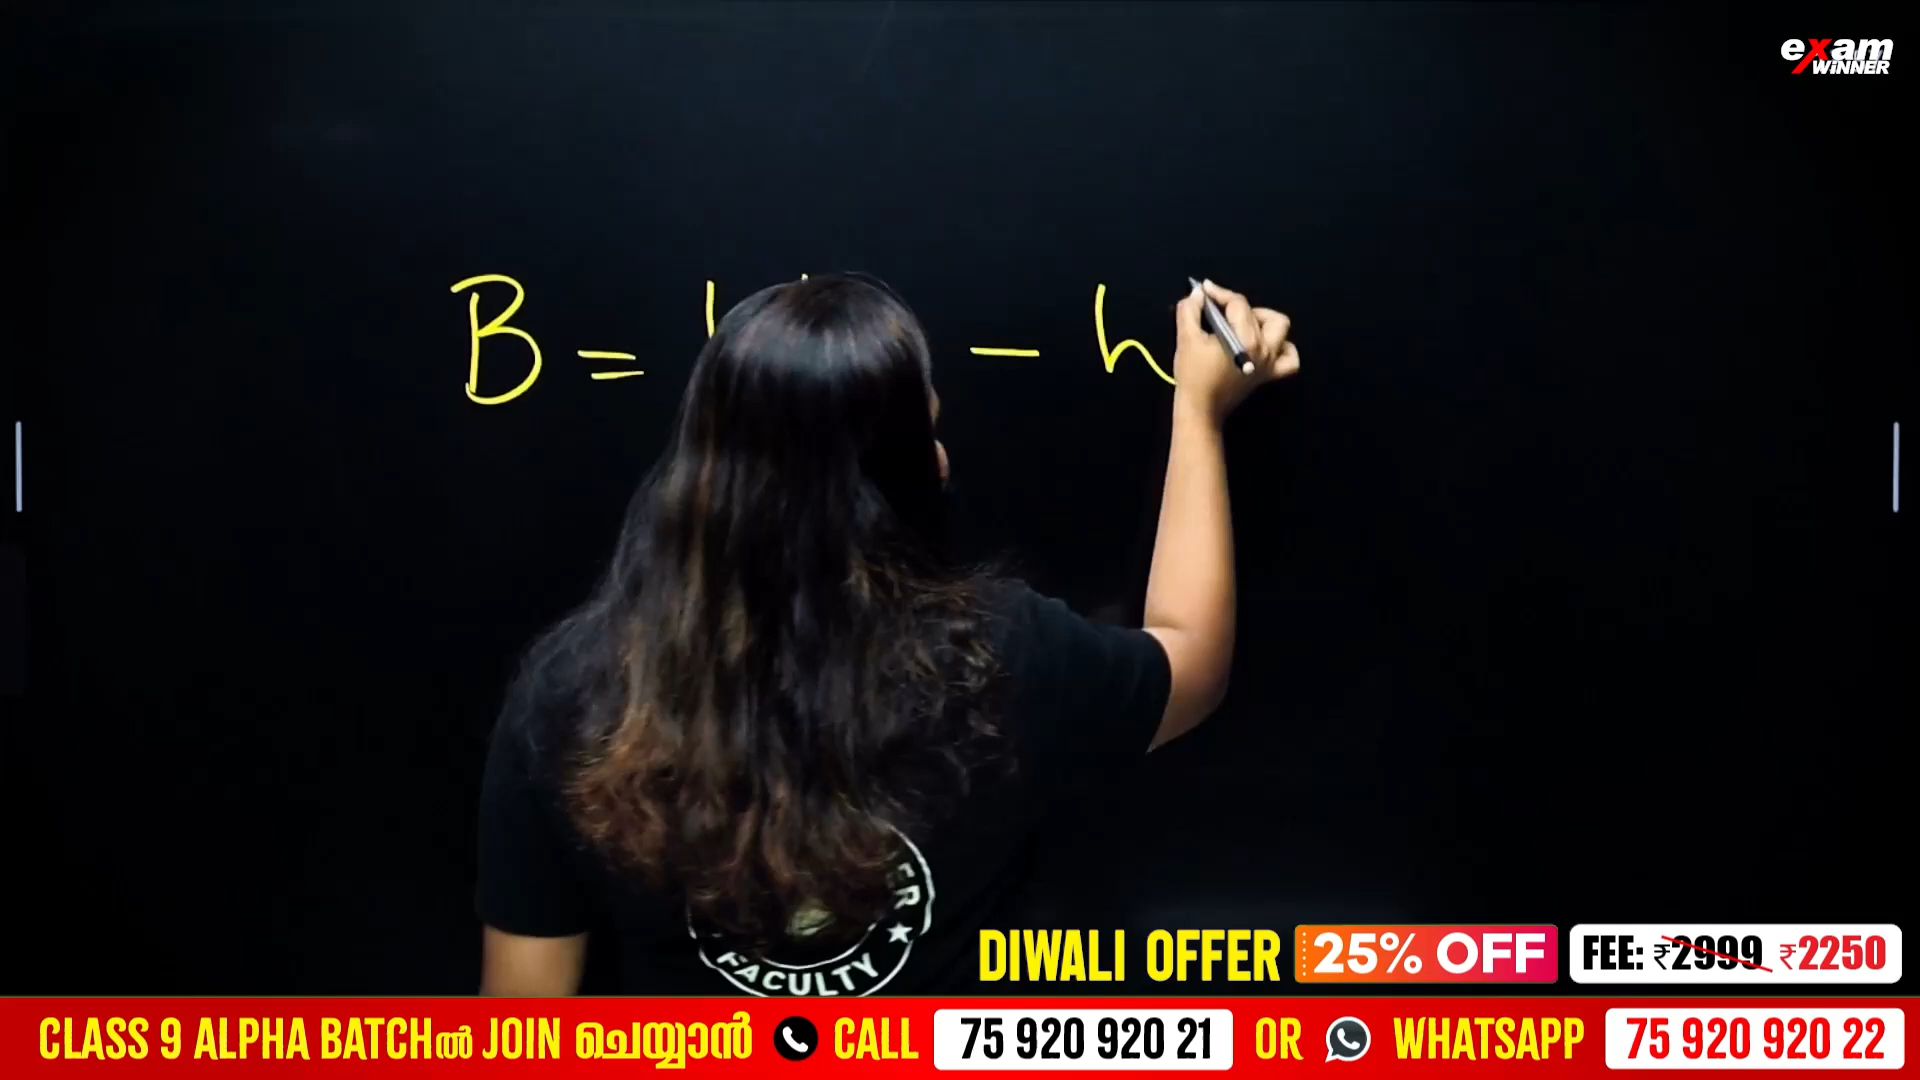 exam
WINNER
B = - h
ER ★
FACULTY
DIWALI OFFER 25% OFF FEE: ₹2999 ₹2250
CLASS 9 ALPHA BATCHൽ JOIN ചെയ്യാൻ CALL 75 920 920 21 OR WHATSAPP 75 920 920 22